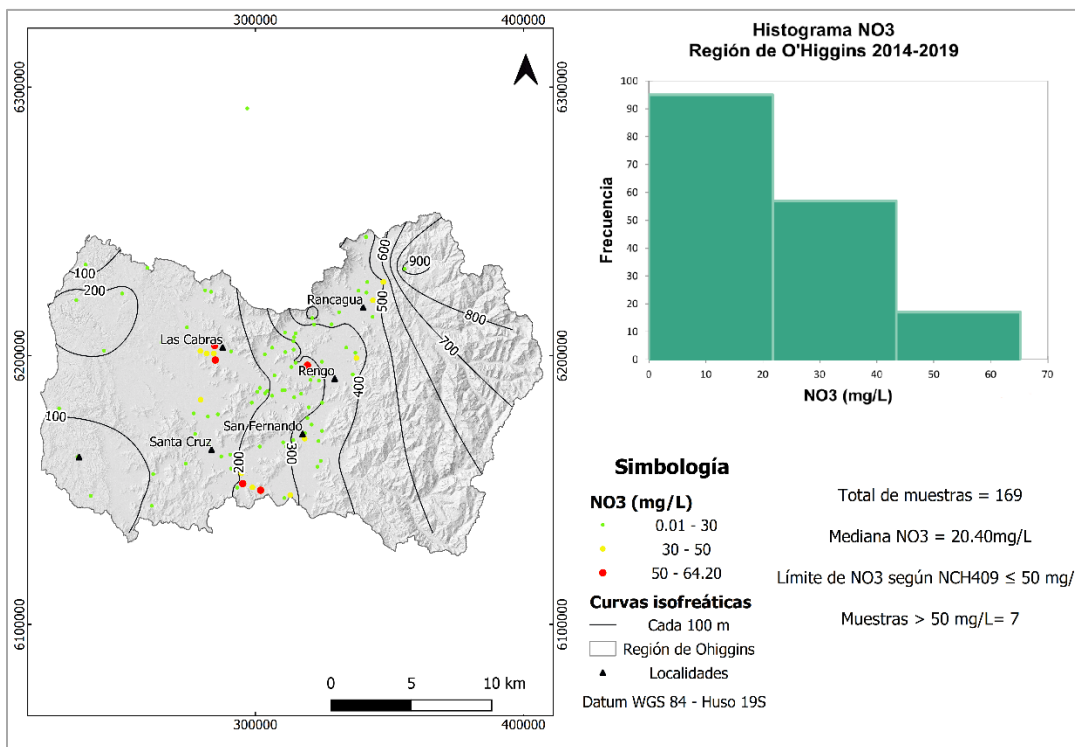 300000
400000
6300000
6300000
6200000
6200000
6100000
6100000
300000
400000
100
200
600
900
500
800
700
400
Rancagua
Las Cabras
Rengo
San Fernando
Santa Cruz
100
200
300
0 5 10 km
Histograma NO3
Región de O'Higgins 2014-2019
Frecuencia
100
90
80
70
60
50
40
30
20
10
0
0 10 20 30 40 50 60 70
NO3 (mg/L)
Simbología
NO3 (mg/L)
0.01 - 30
30 - 50
50 - 64.20
Curvas isofreáticas
Cada 100 m
Región de Ohiggins
Localidades
Datum WGS 84 - Huso 19S
Total de muestras = 169
Mediana NO3 = 20.40mg/L
Límite de NO3 según NCH409 ≤ 50 mg/
Muestras > 50 mg/L= 7